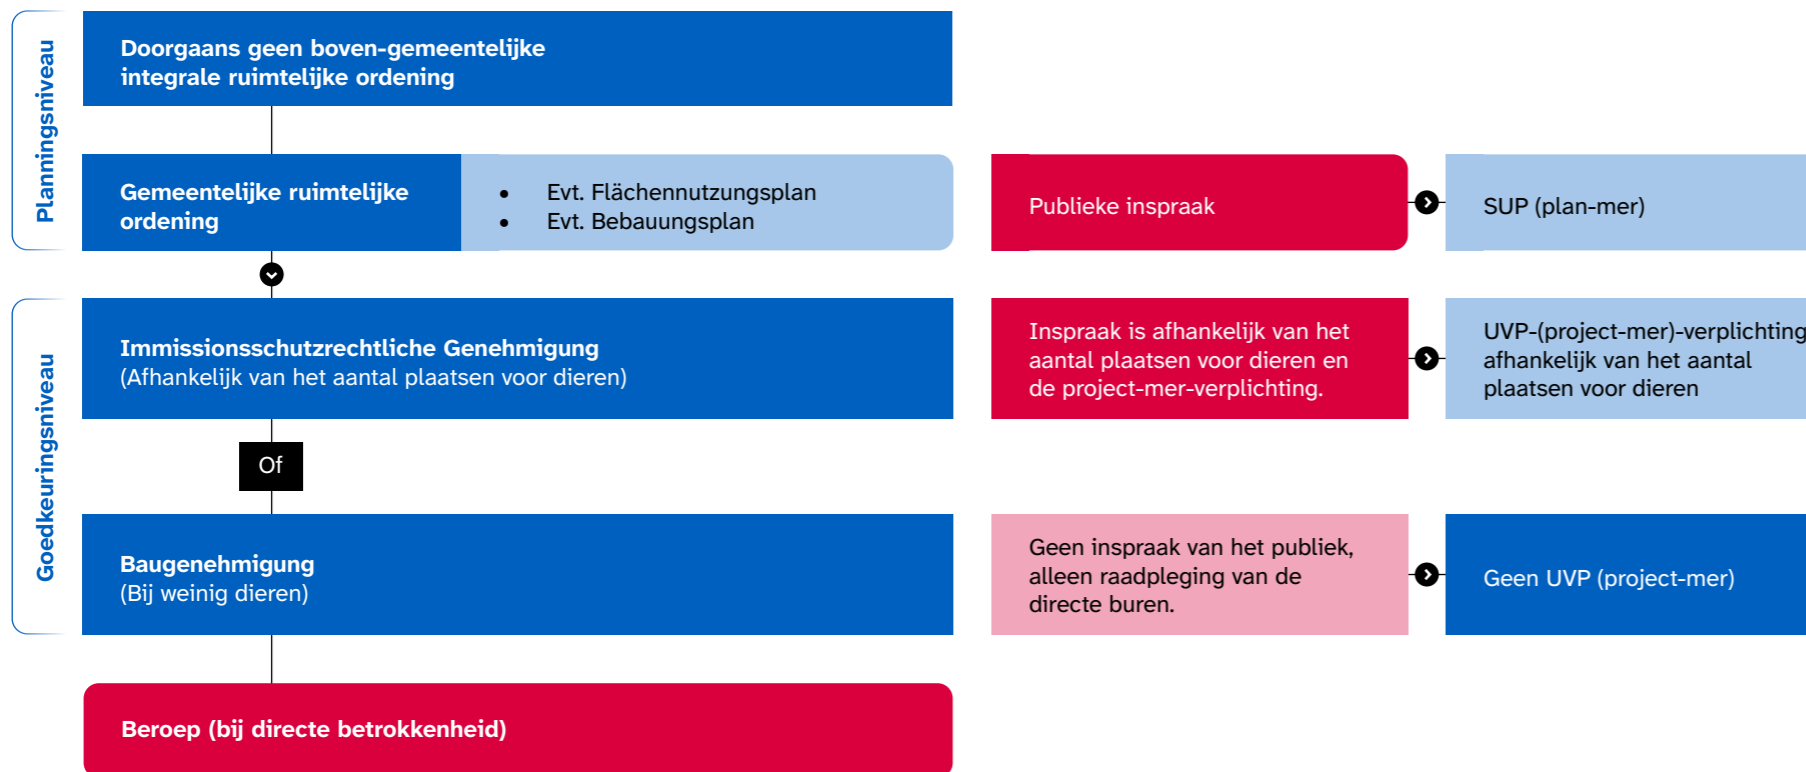 Planningsniveau
Doorgaans geen boven-gemeentelijke
integrale ruimtelijke ordening
Gemeentelijke ruimtelijke
ordening
• Evt. Flächennutzungsplan
• Evt. Bebauungsplan
Publieke inspraak
SUP (plan-mer)
Goedkeuringsniveau
Immissionsschutzrechtliche Genehmigung
(Afhankelijk van het aantal plaatsen voor dieren)
Inspraak is afhankelijk van het
aantal plaatsen voor dieren en
de project-mer-verplichting.
UVP-(project-mer)-verplichting
afhankelijk van het aantal
plaatsen voor dieren
Of
Baugenehmigung
(Bij weinig dieren)
Geen inspraak van het publiek,
alleen raadpleging van de
directe buren.
Geen UVP (project-mer)
Beroep (bij directe betrokkenheid)